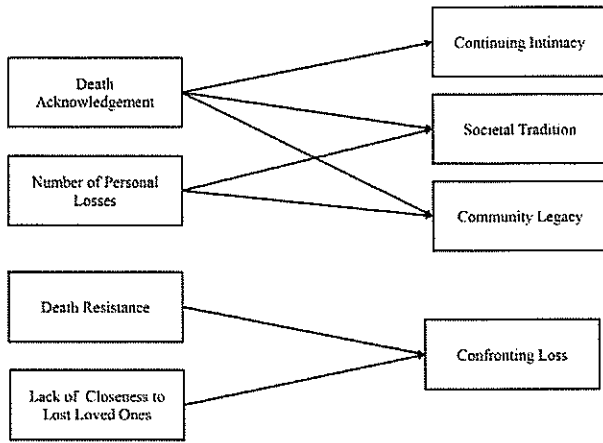 Continuing Intimacy
Death
Acknowledgement
Societal Tradition
Number of Personal
Losses
Community Legacy
Death Resistance
Confronting Loss
Lack of Closeness to
Lost Loved Ones